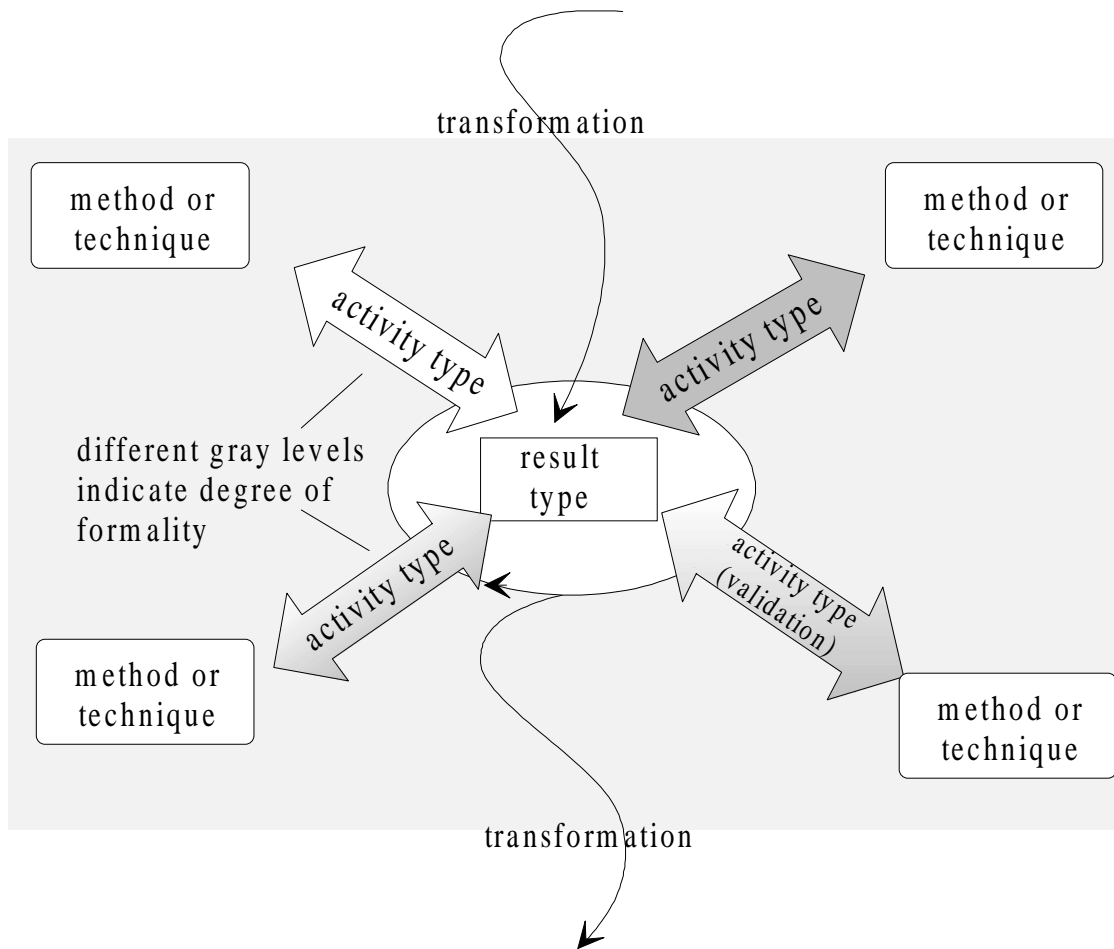 transformation
method or
technique
method or
technique
activity type
activity type
different gray levels
indicate degree of
formality
result
type
activity type
activity type
(validation)
method or
technique
method or
technique
transformation